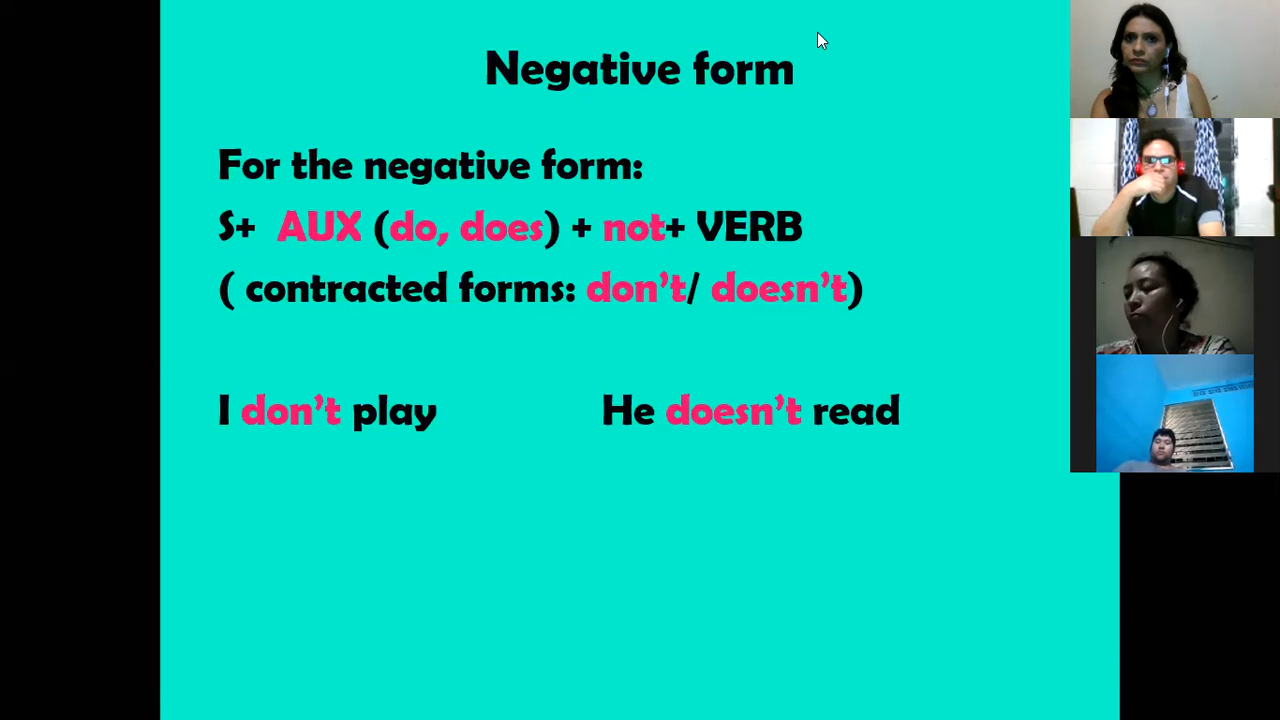 Negative form
For the negative form:
S+ AUX (do, does) + not+ VERB
( contracted forms: don’t/ doesn’t)
I don’t play He doesn’t read